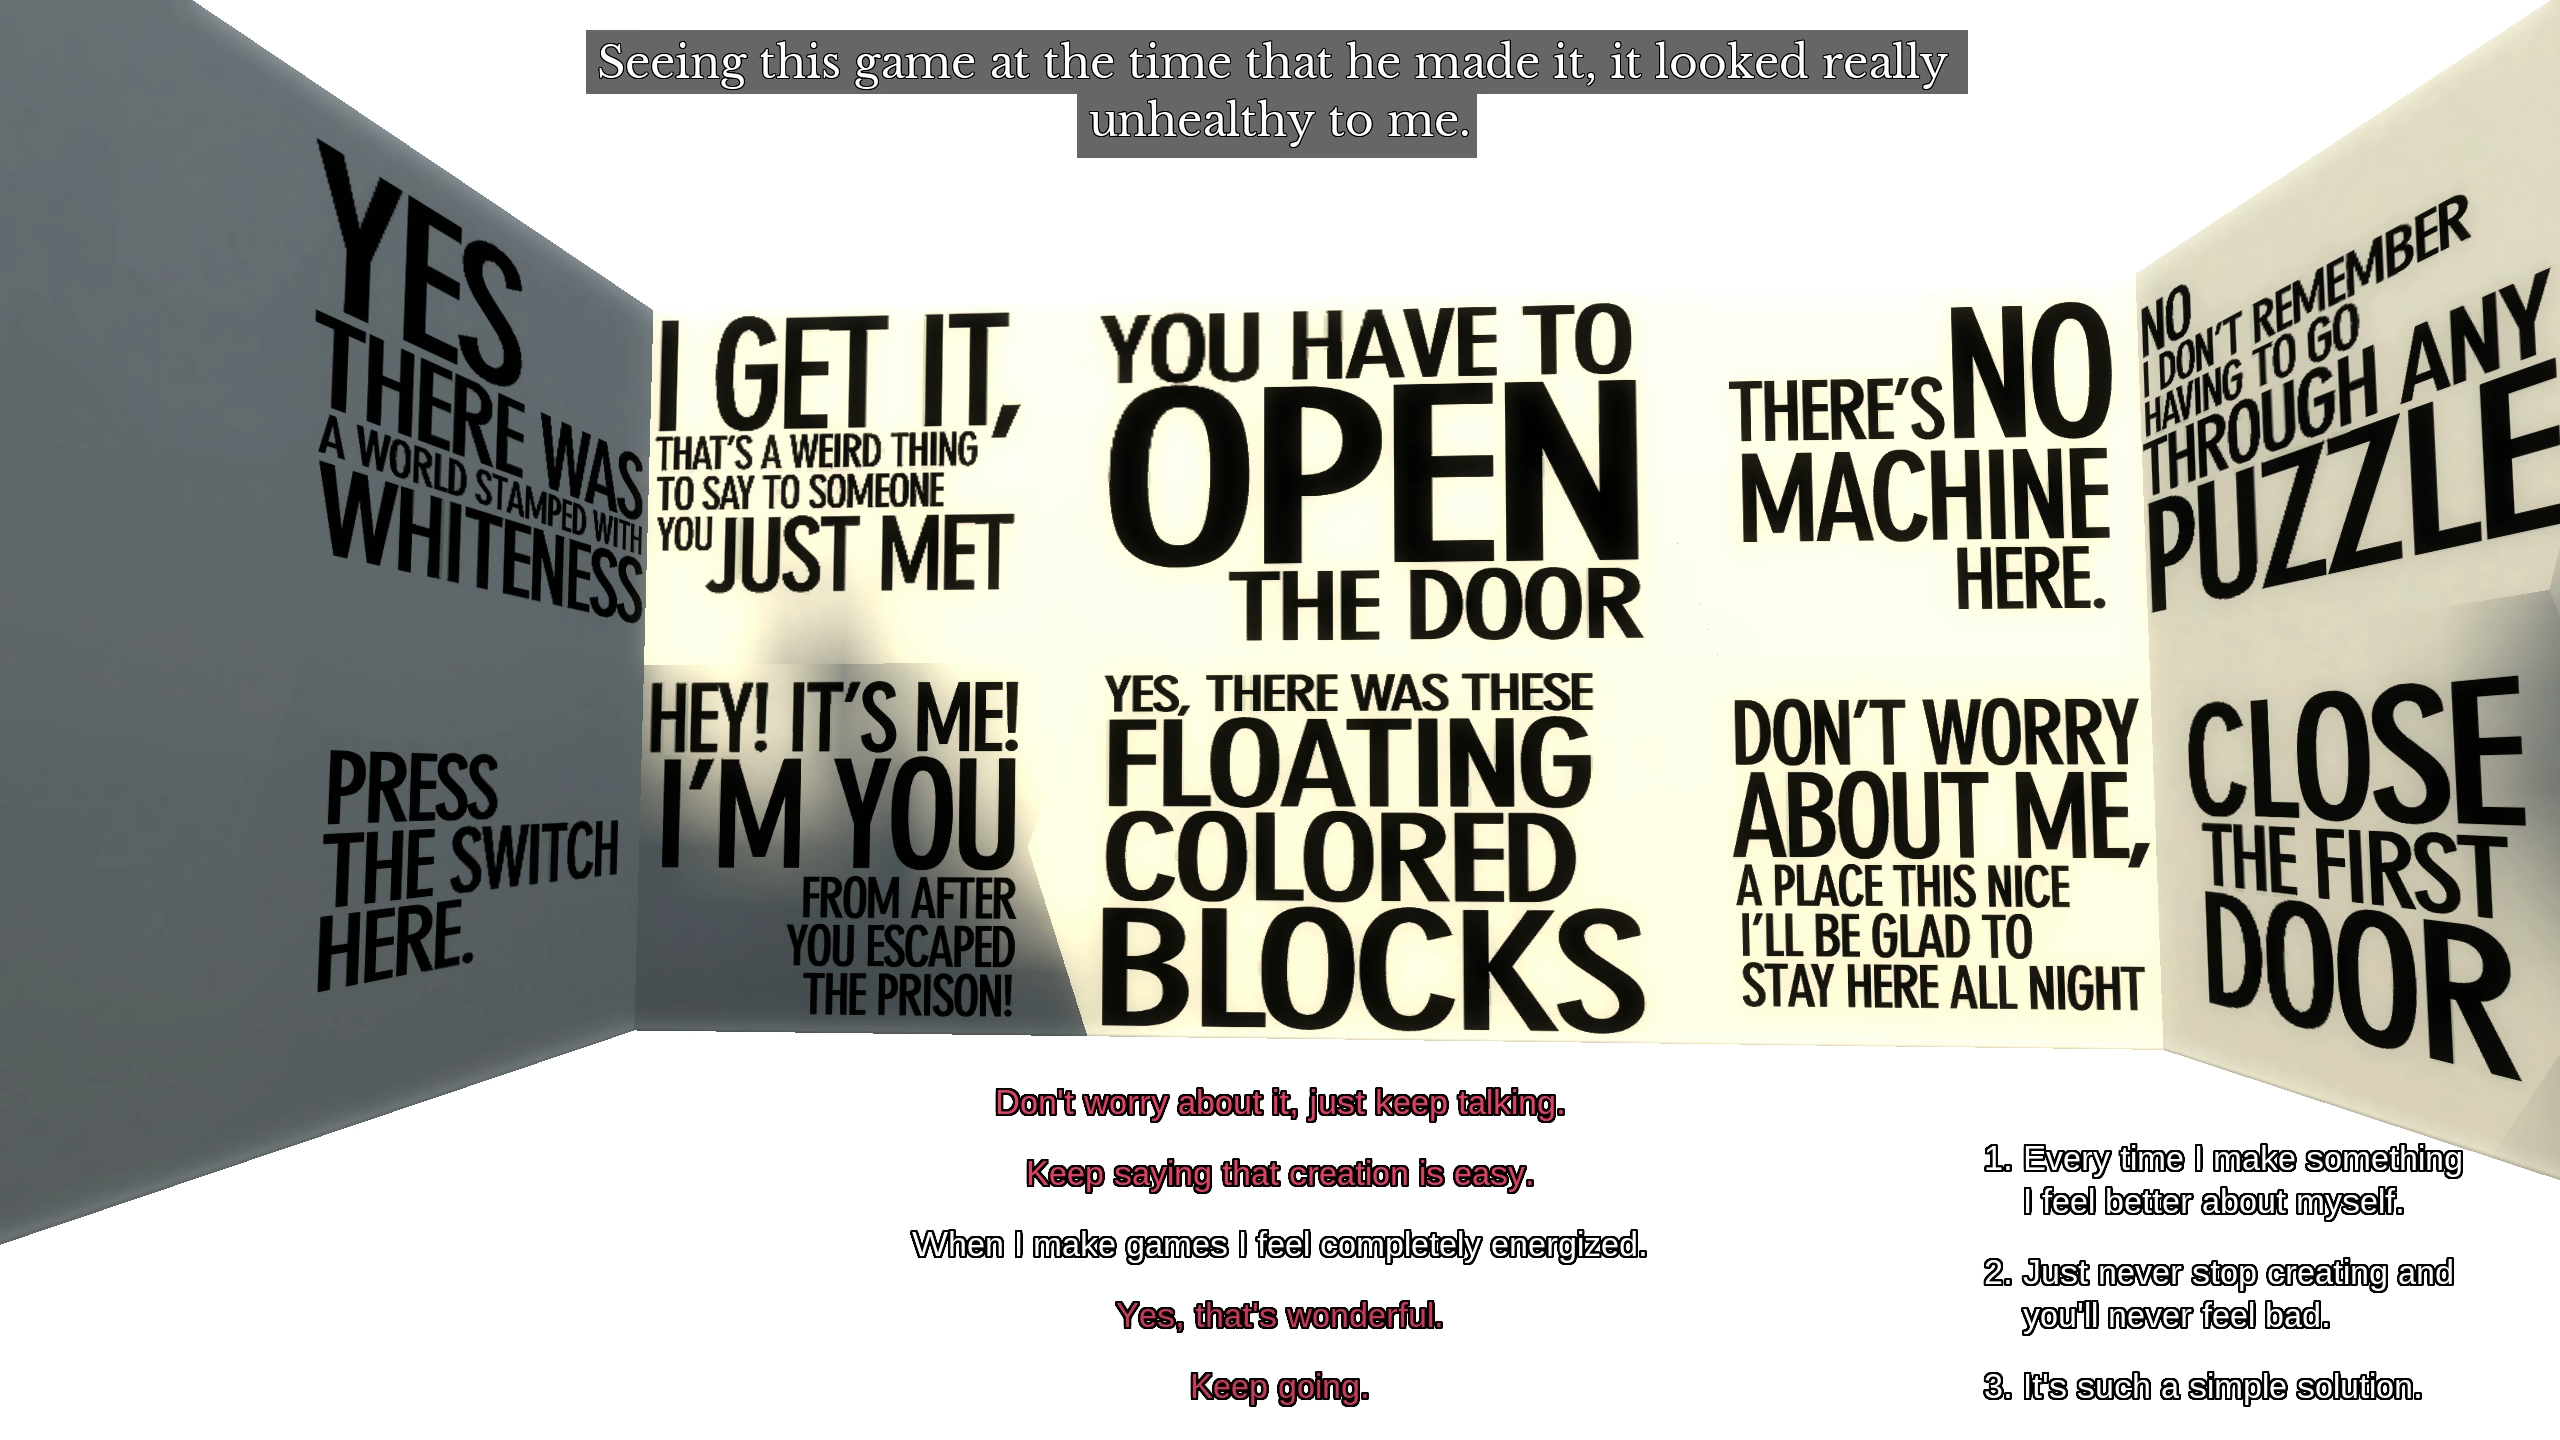 Seeing this game at the time that he made it, it looked really
unhealthy to me.
YES
THERE WAS
A WORLD STAMPED WITH
WHITENESS
PRESS
THE SWITCH
HERE.
I GET IT,
THAT'S A WEIRD THING
TO SAY TO SOMEONE
YOU JUST MET
HEY! IT'S ME!
I'M YOU
FROM AFTER
YOU ESCAPED
THE PRISON!
YOU HAVE TO
OPEN
THE DOOR
YES, THERE WAS THESE
FLOATING
COLORED
BLOCKS
THERE'S NO
MACHINE
HERE.
DON'T WORRY
ABOUT ME,
A PLACE THIS NICE
I'LL BE GLAD TO
STAY HERE ALL NIGHT
NO
I DON'T REMEMBER
HAVING TO GO
THROUGH ANY
PUZZLE
CLOSE
THE FIRST
DOOR
Don't worry about it, just keep talking.
Keep saying that creation is easy.
When I make games I feel completely energized.
Yes, that's wonderful.
Keep going.
1. Every time I make something
I feel better about myself.
2. Just never stop creating and
you'll never feel bad.
3. It's such a simple solution.